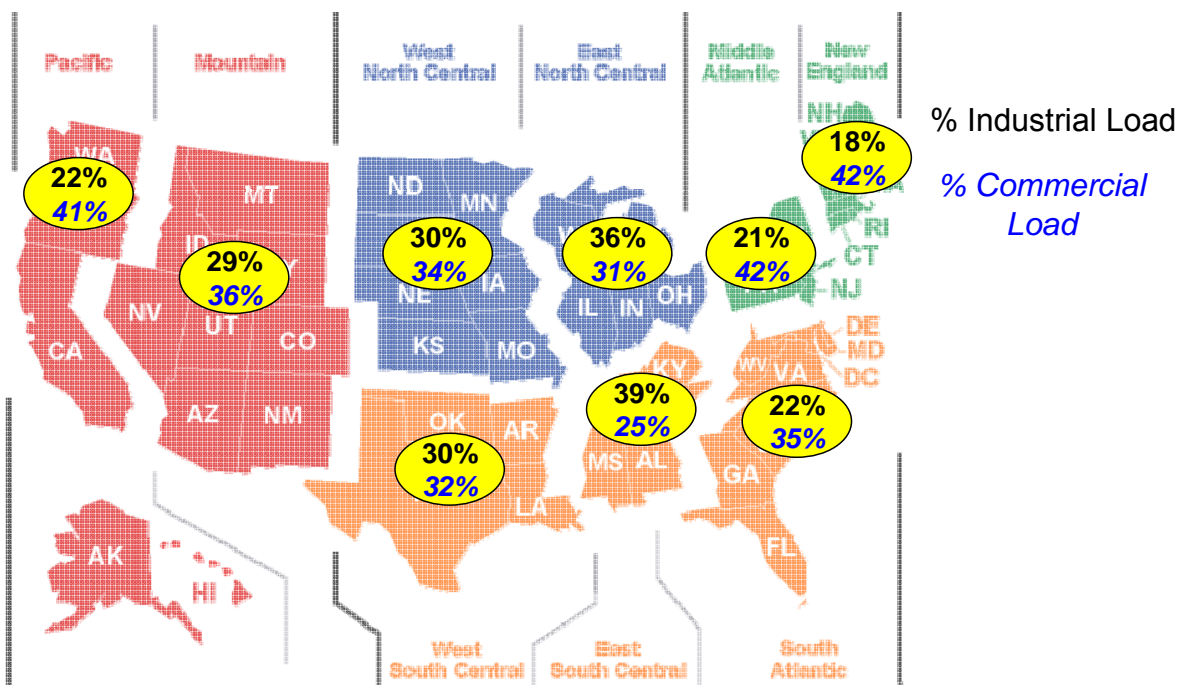 Pacific
Mountain
West
North Central
East
North Central
Middle
Atlantic
New
England
% Industrial Load
% Commercial
Load
WA
22%
41%
MT
ID
29%
36%
NV
UT
CO
CA
AZ
NM
ND
MN
30%
34%
NE
IA
KS
MO
36%
31%
IL
IN
OH
21%
42%
NJ
NH
18%
42%
RI
CT
OK
AR
30%
32%
LA
KY
39%
25%
MS
AL
WV
VA
DE
MD
DC
22%
35%
GA
FL
AK
HI
West
South Central
East
South Central
South
Atlantic